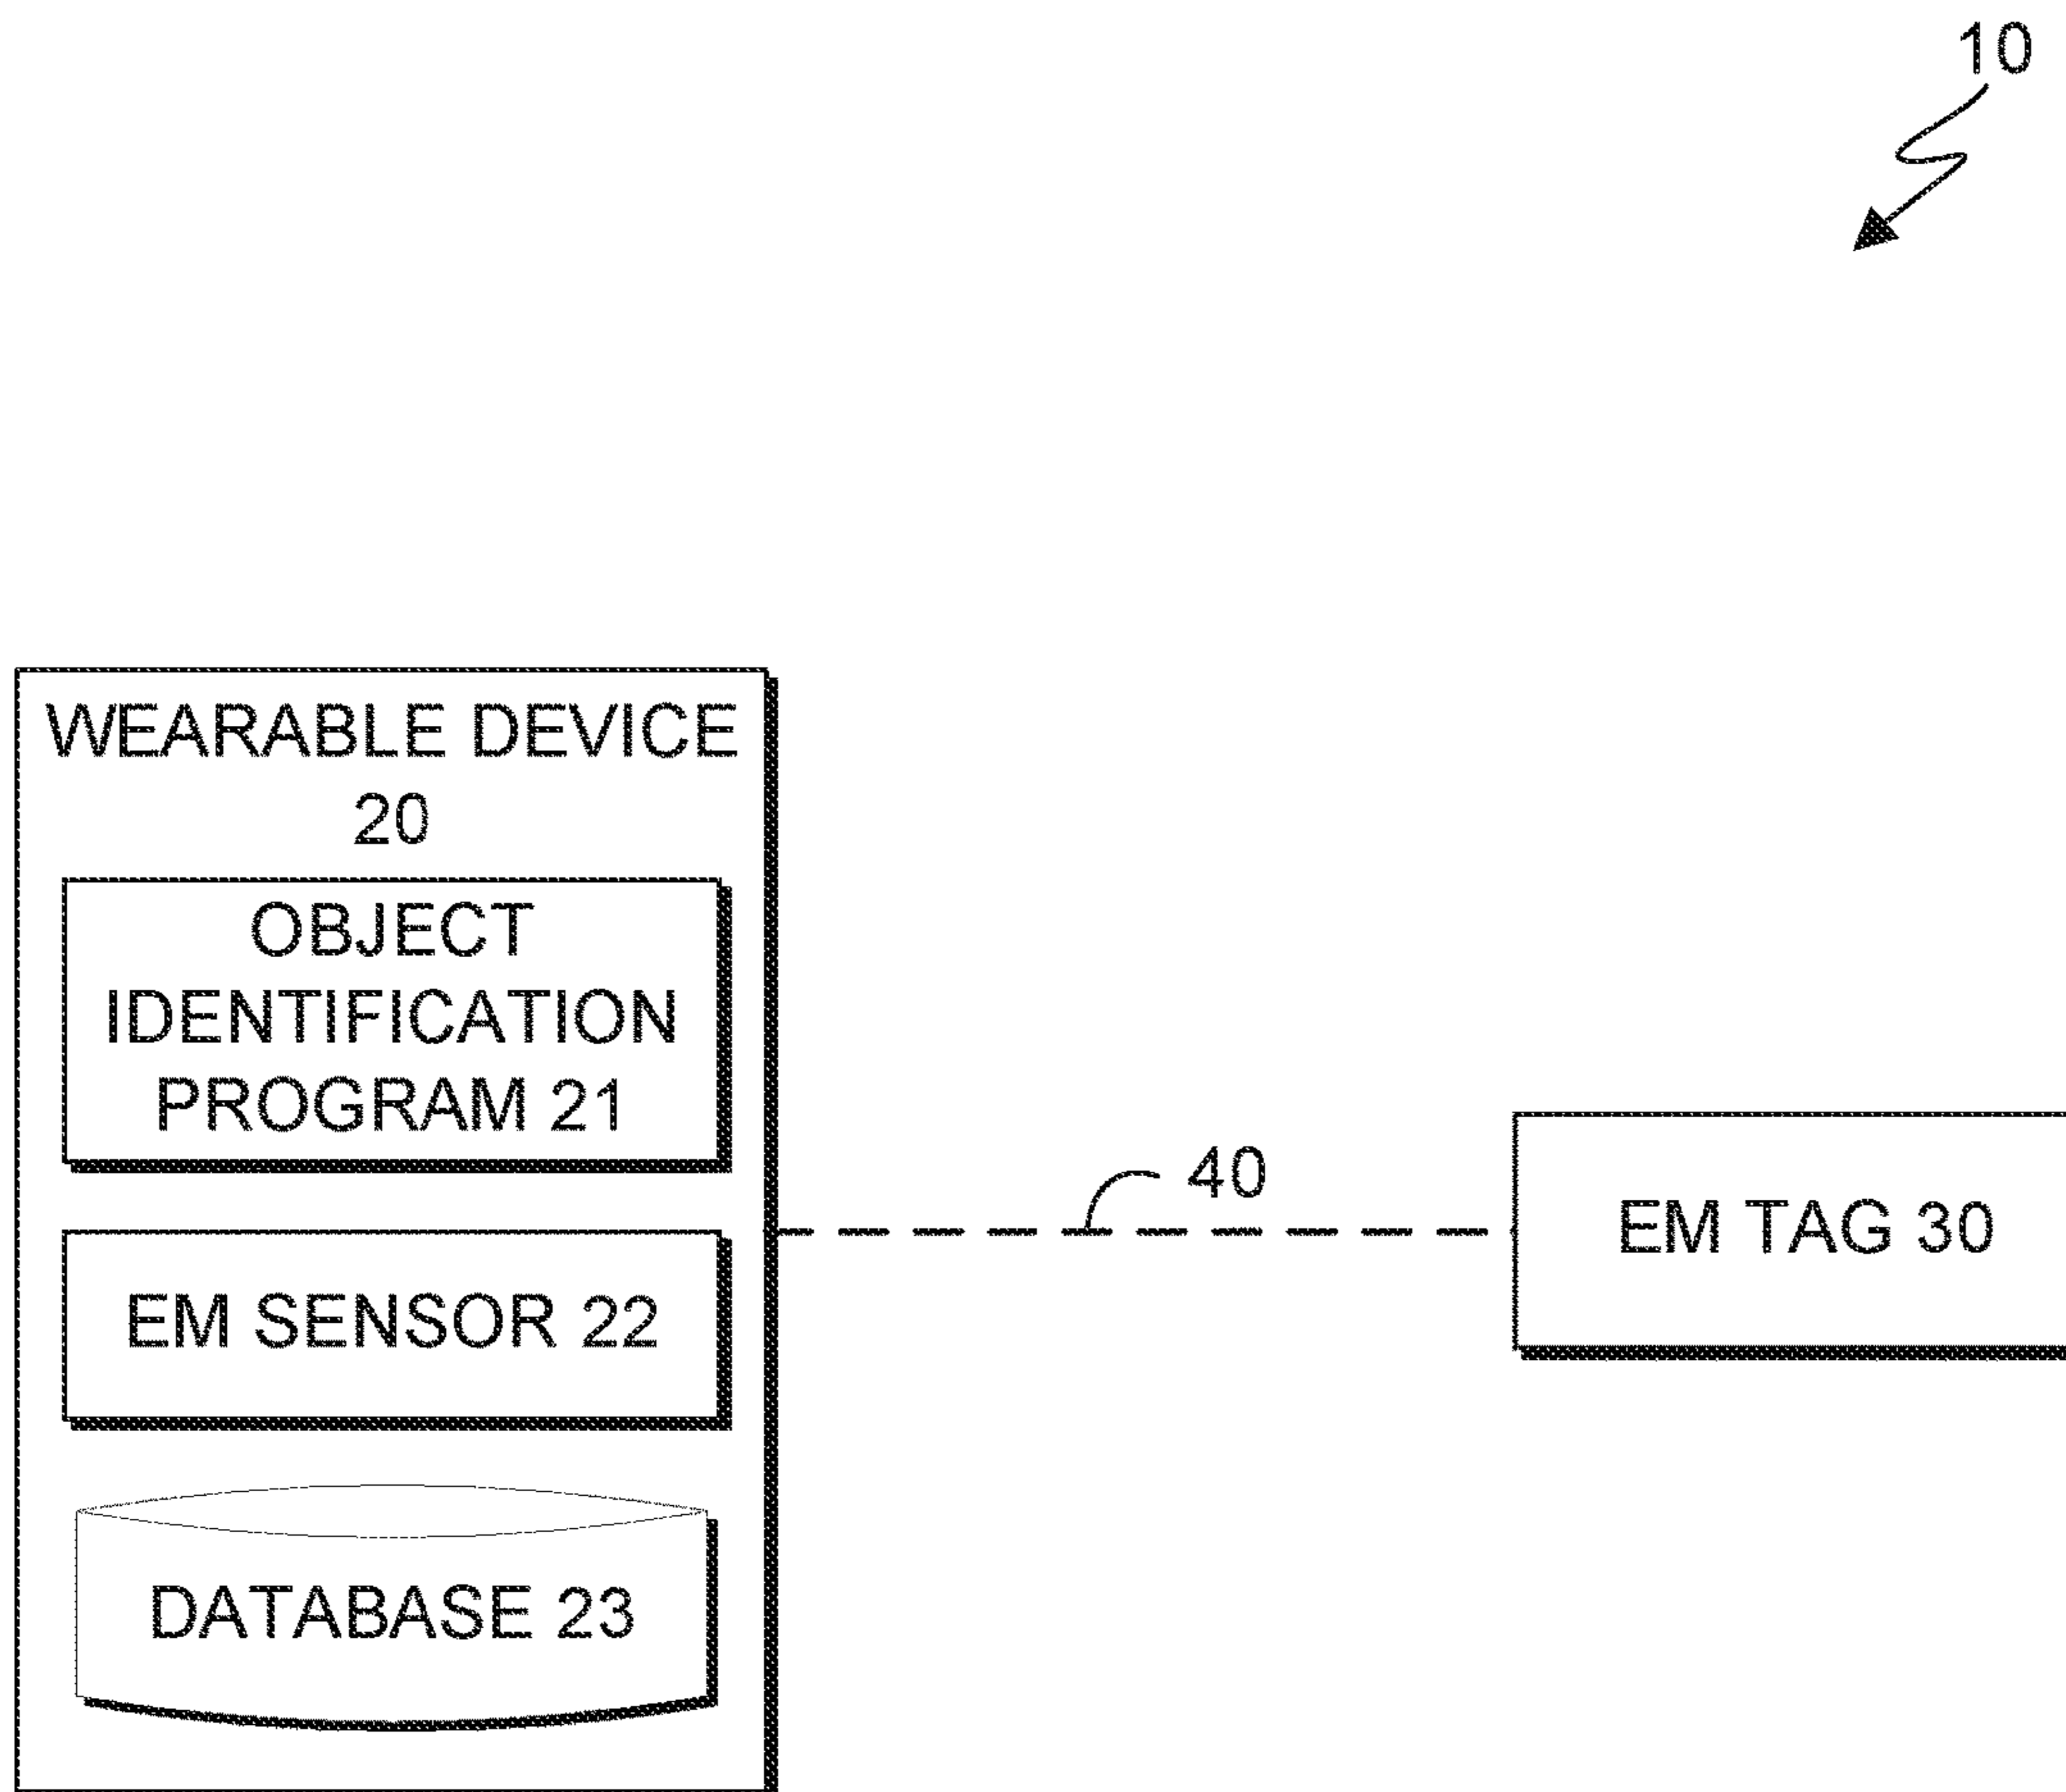 10
WEARABLE DEVICE
20
OBJECT
IDENTIFICATION
PROGRAM 21
EM SENSOR 22
DATABASE 23
40
EM TAG 30